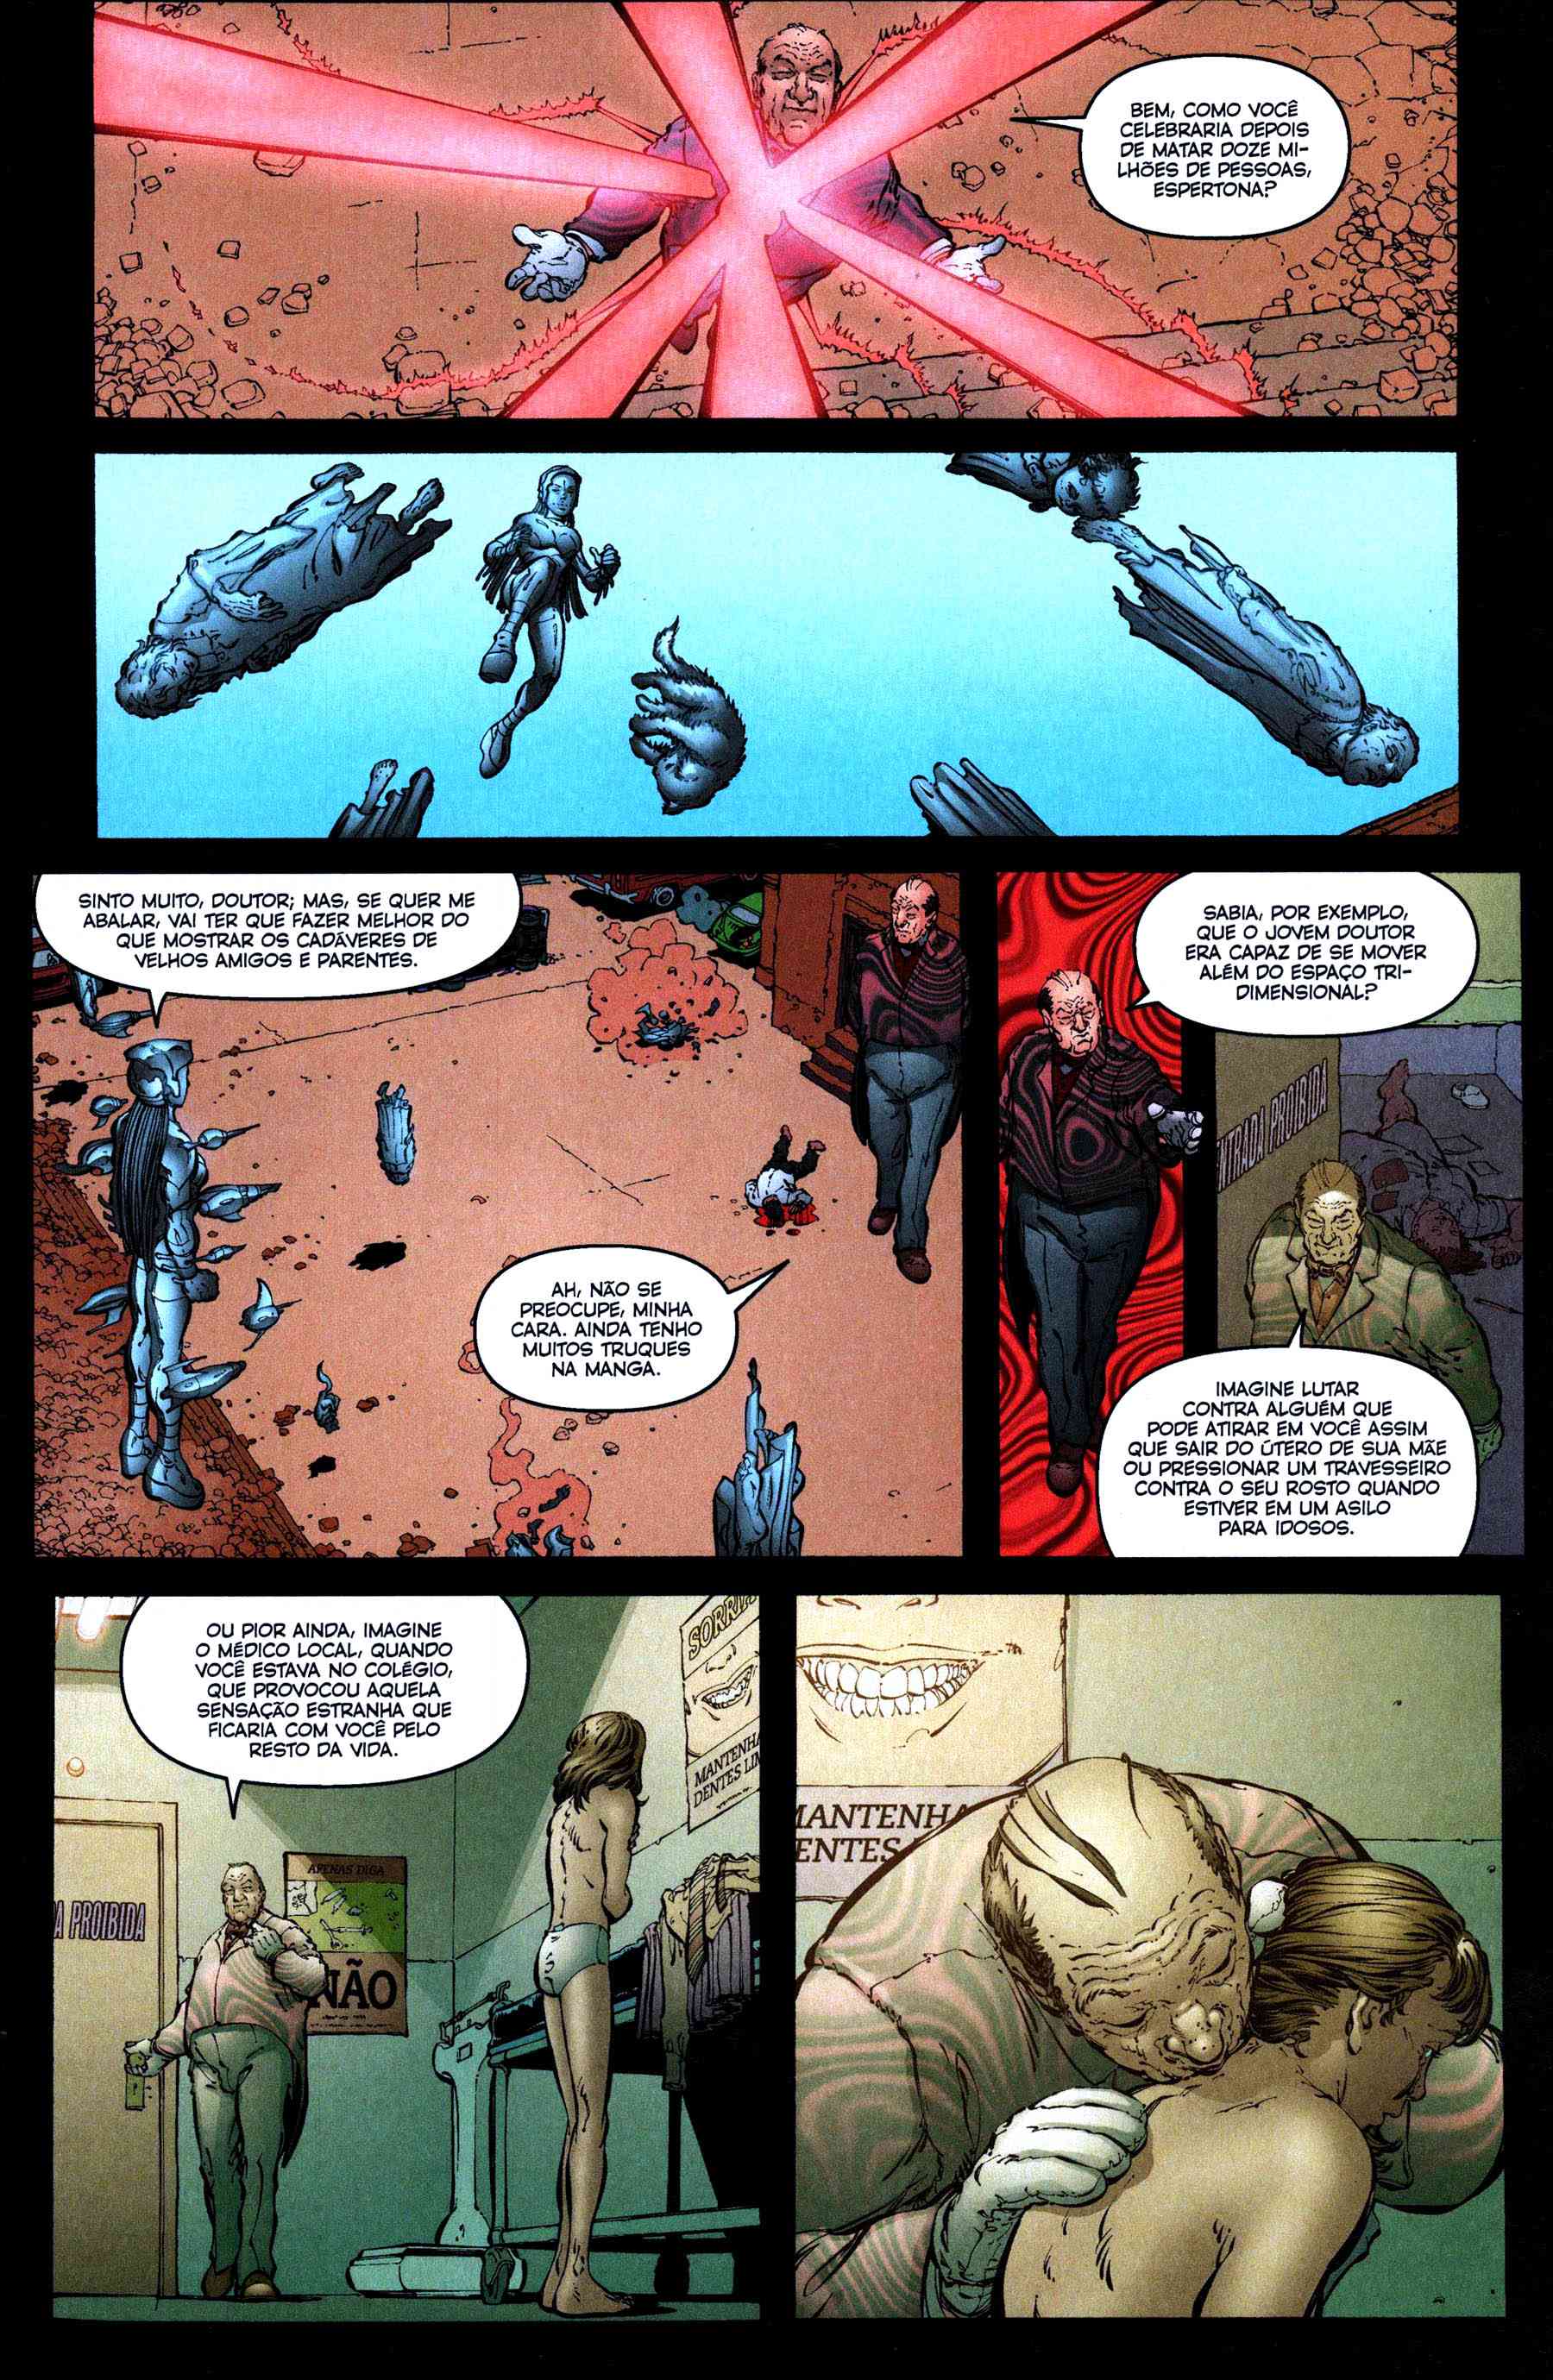 BEM, COMO VOCÊ
CELEBRARIA DEPOIS
DE MATAR DOZE MI-
LHÕES DE PESSOAS,
ESPERTONA?
SINTO MUITO, DOUTOR; MAS, SE QUER ME
ABALAR, VAI TER QUE FAZER MELHOR DO
QUE MOSTRAR OS CADÁVERES DE
VELHOS AMIGOS E PARENTES.
AH, NÃO SE
PREOCUPE, MINHA
CARA. AINDA TENHO
MUITOS TRUQUES
NA MANGA.
SABIA, POR EXEMPLO,
QUE O JOVEM DOUTOR
ERA CAPAZ DE SE MOVER
ALÉM DO ESPAÇO TRI-
DIMENSIONAL?
NTRADA PROIBIDA
IMAGINE LUTAR
CONTRA ALGUÉM QUE
PODE ATIRAR EM VOCÊ ASSIM
QUE SAIR DO ÚTERO DE SUA MÃE
OU PRESSIONAR UM TRAVESSEIRO
CONTRA O SEU ROSTO QUANDO
ESTIVER EM UM ASILO
PARA IDOSOS.
OU PIOR AINDA, IMAGINE
O MÉDICO LOCAL, QUANDO
VOCÊ ESTAVA NO COLÉGIO,
QUE PROVOCOU AQUELA
SENSAÇÃO ESTRANHA QUE
FICARIA COM VOCÊ PELO
RESTO DA VIDA.
SORRIA
MANTENHA
DENTES LIM
A PROIBIDA
APENAS DIGA
NÃO
MANTENHA
ENTES